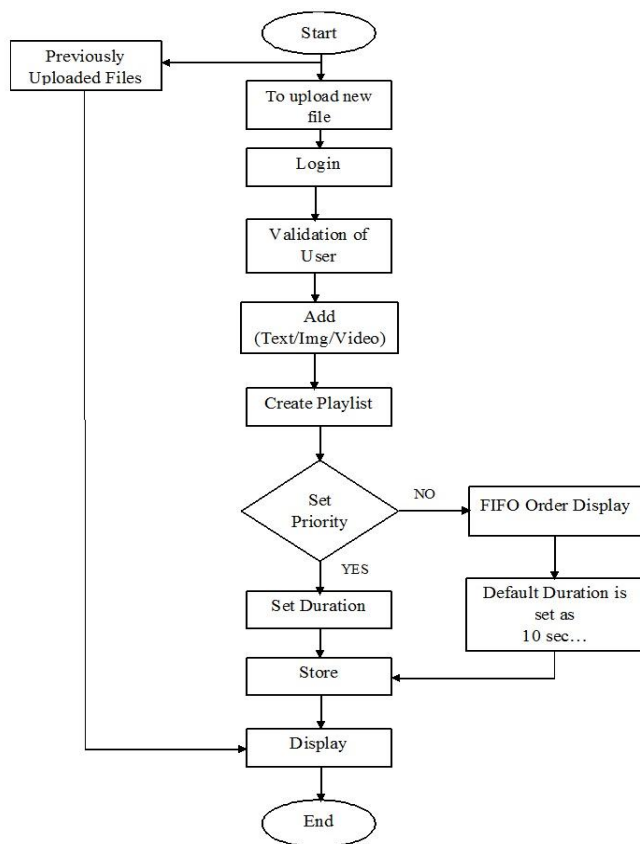 Start
Previously
Uploaded Files
To upload new
file
Login
Validation of
User
Add
(Text/Img/Video)
Create Playlist
Set
Priority
NO
FIFO Order Display
YES
Set Duration
Default Duration is
set as
10 sec...
Store
Display
End